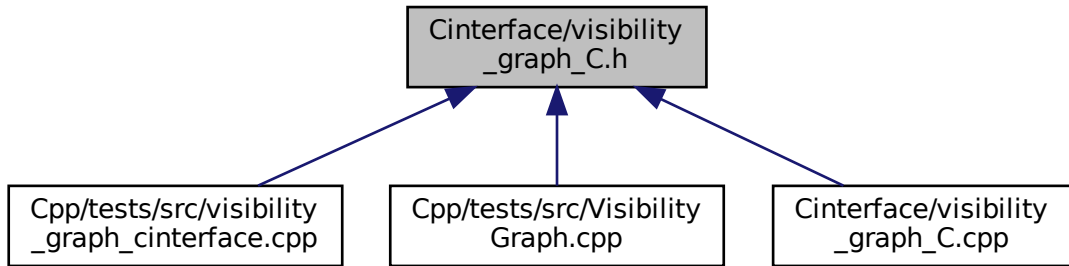 Cinterface/visibility
_graph_C.h
Cpp/tests/src/visibility
_graph_cinterface.cpp
Cpp/tests/src/Visibility
Graph.cpp
Cinterface/visibility
_graph_C.cpp